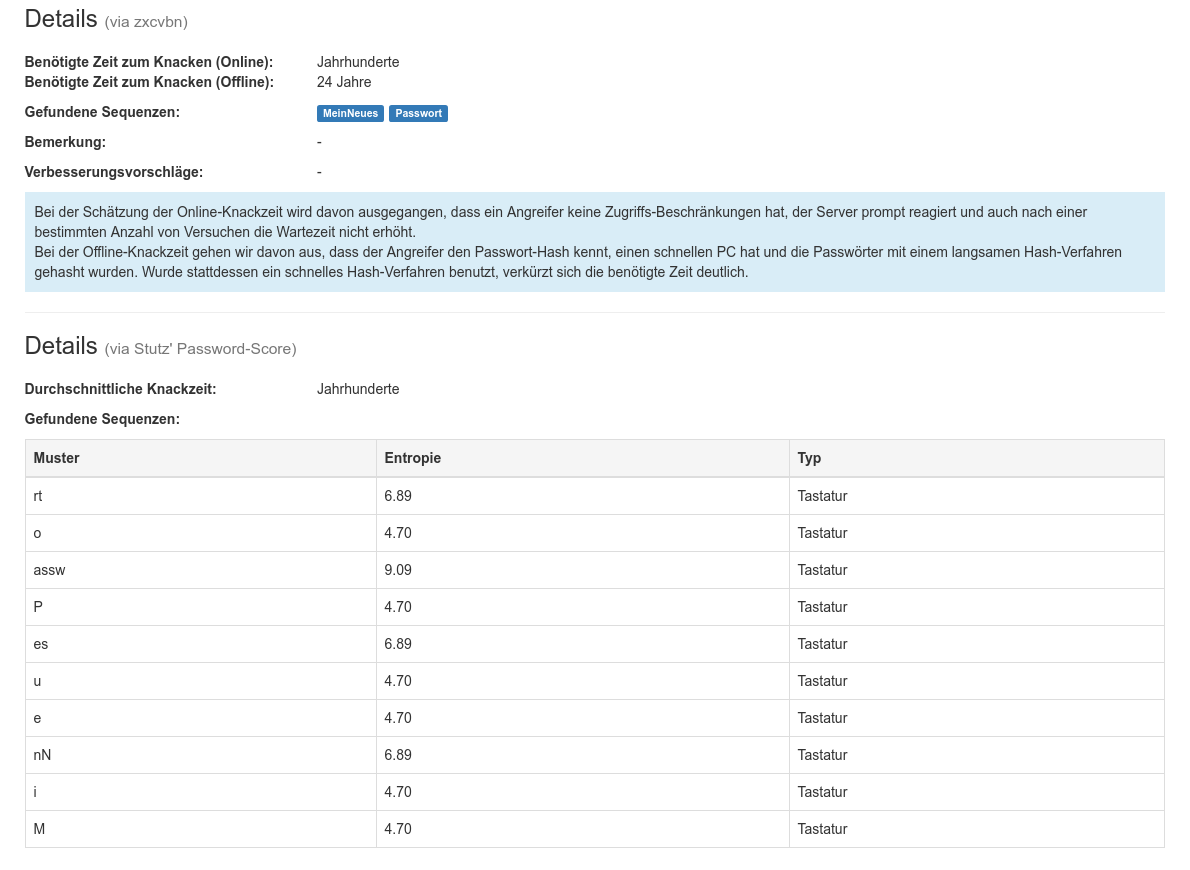 Details (via zxcvbn)
Benötigte Zeit zum Knacken (Online): Jahrhunderte
Benötigte Zeit zum Knacken (Offline): 24 Jahre
Gefundene Sequenzen: MeinNeues Passwort
Bemerkung: -
Verbesserungsvorschläge: -
Bei der Schätzung der Online-Knackzeit wird davon ausgegangen, dass ein Angreifer keine Zugriffs-Beschränkungen hat, der Server prompt reagiert und auch nach einer
bestimmten Anzahl von Versuchen die Wartezeit nicht erhöht.
Bei der Offline-Knackzeit gehen wir davon aus, dass der Angreifer den Passwort-Hash kennt, einen schnellen PC hat und die Passwörter mit einem langsamen Hash-Verfahren
gehasht wurden. Wurde stattdessen ein schnelles Hash-Verfahren benutzt, verkürzt sich die benötigte Zeit deutlich.
Details (via Stutz' Password-Score)
Durchschnittliche Knackzeit: Jahrhunderte
Gefundene Sequenzen:
Muster Entropie Typ
rt 6.89 Tastatur
o 4.70 Tastatur
assw 9.09 Tastatur
P 4.70 Tastatur
es 6.89 Tastatur
u 4.70 Tastatur
e 4.70 Tastatur
nN 6.89 Tastatur
i 4.70 Tastatur
M 4.70 Tastatur